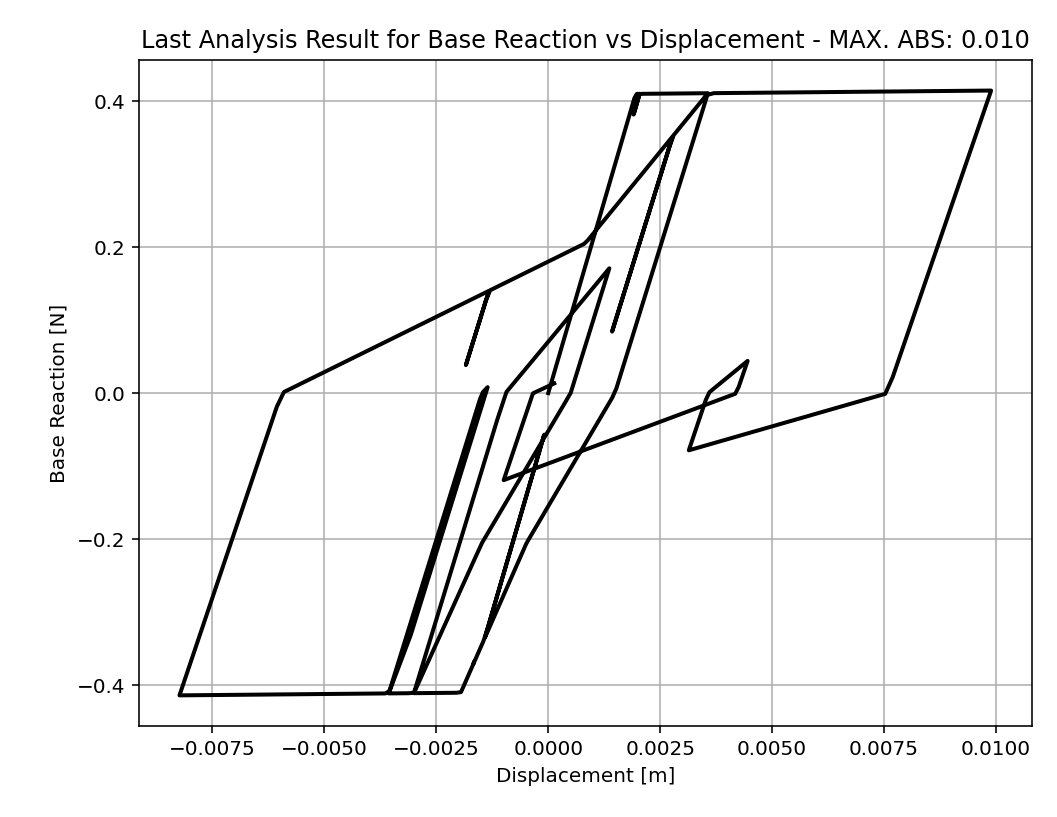 Last Analysis Result for Base Reaction vs Displacement - MAX. ABS: 0.010
Base Reaction [N]
0.4
0.2
0.0
−0.2
−0.4
−0.0075 −0.0050 −0.0025 0.0000 0.0025 0.0050 0.0075 0.0100
Displacement [m]